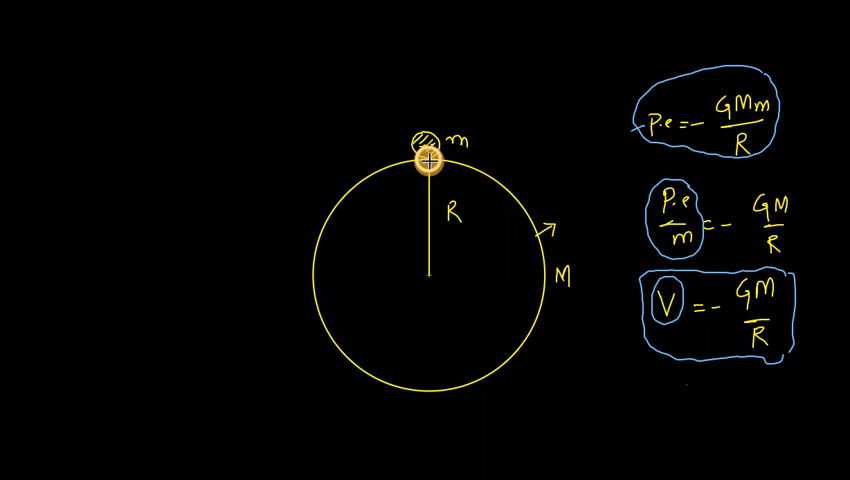 m
R
M
P.e = - GMm/R
P.e/m = - GM/R
V = - GM/R